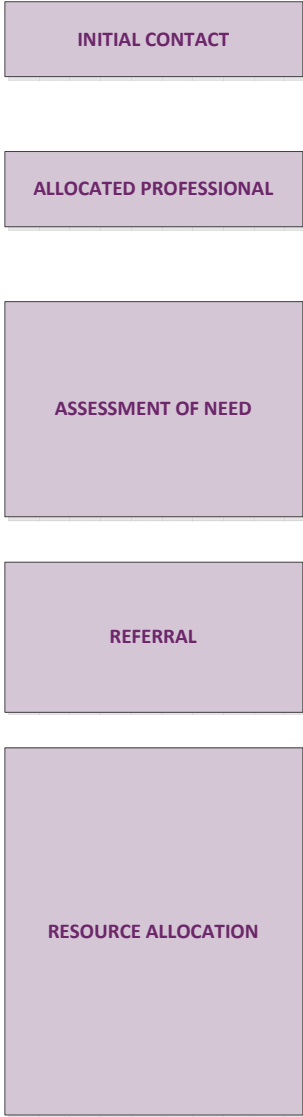 INITIAL CONTACT
ALLOCATED PROFESSIONAL
ASSESSMENT OF NEED
REFERRAL
RESOURCE ALLOCATION